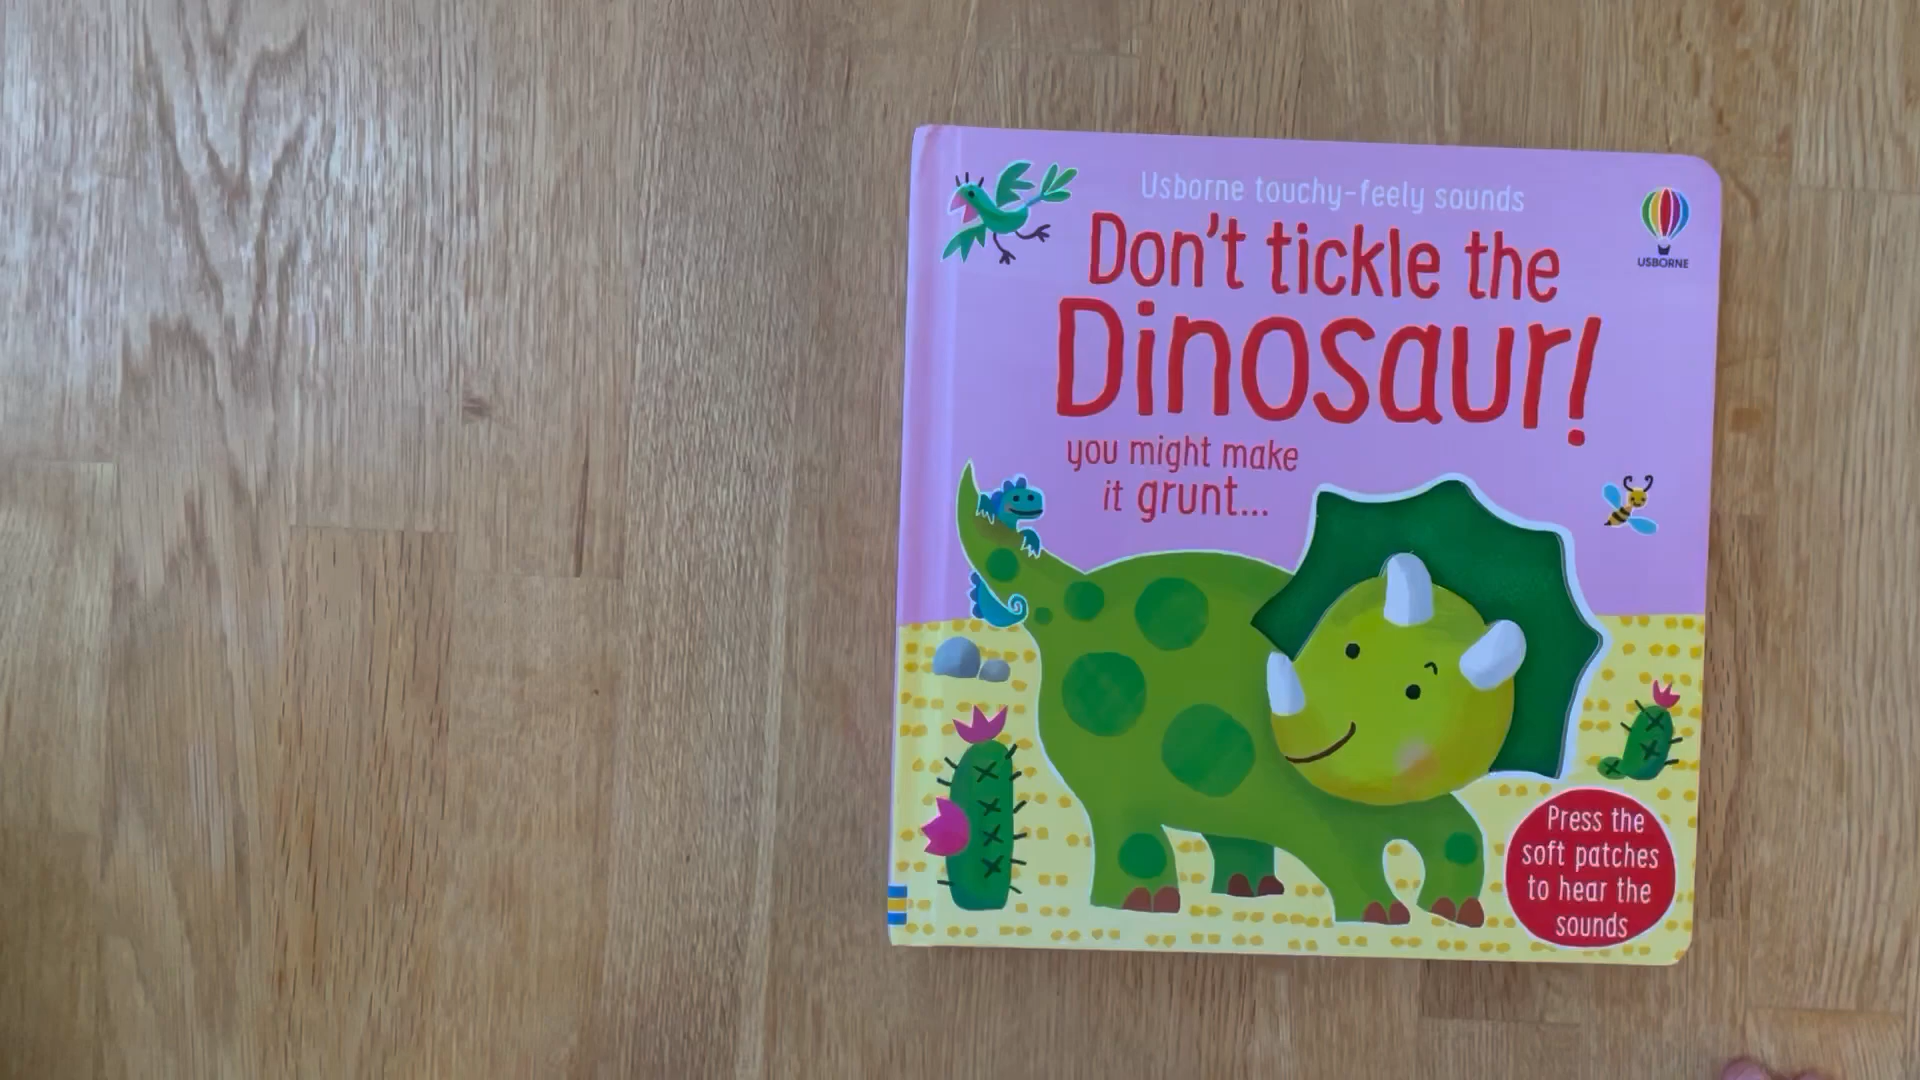 Usborne touchy-feely sounds
USBORNE
Don't tickle the
Dinosaur!
you might make
it grunt...
Press the
soft patches
to hear the
sounds